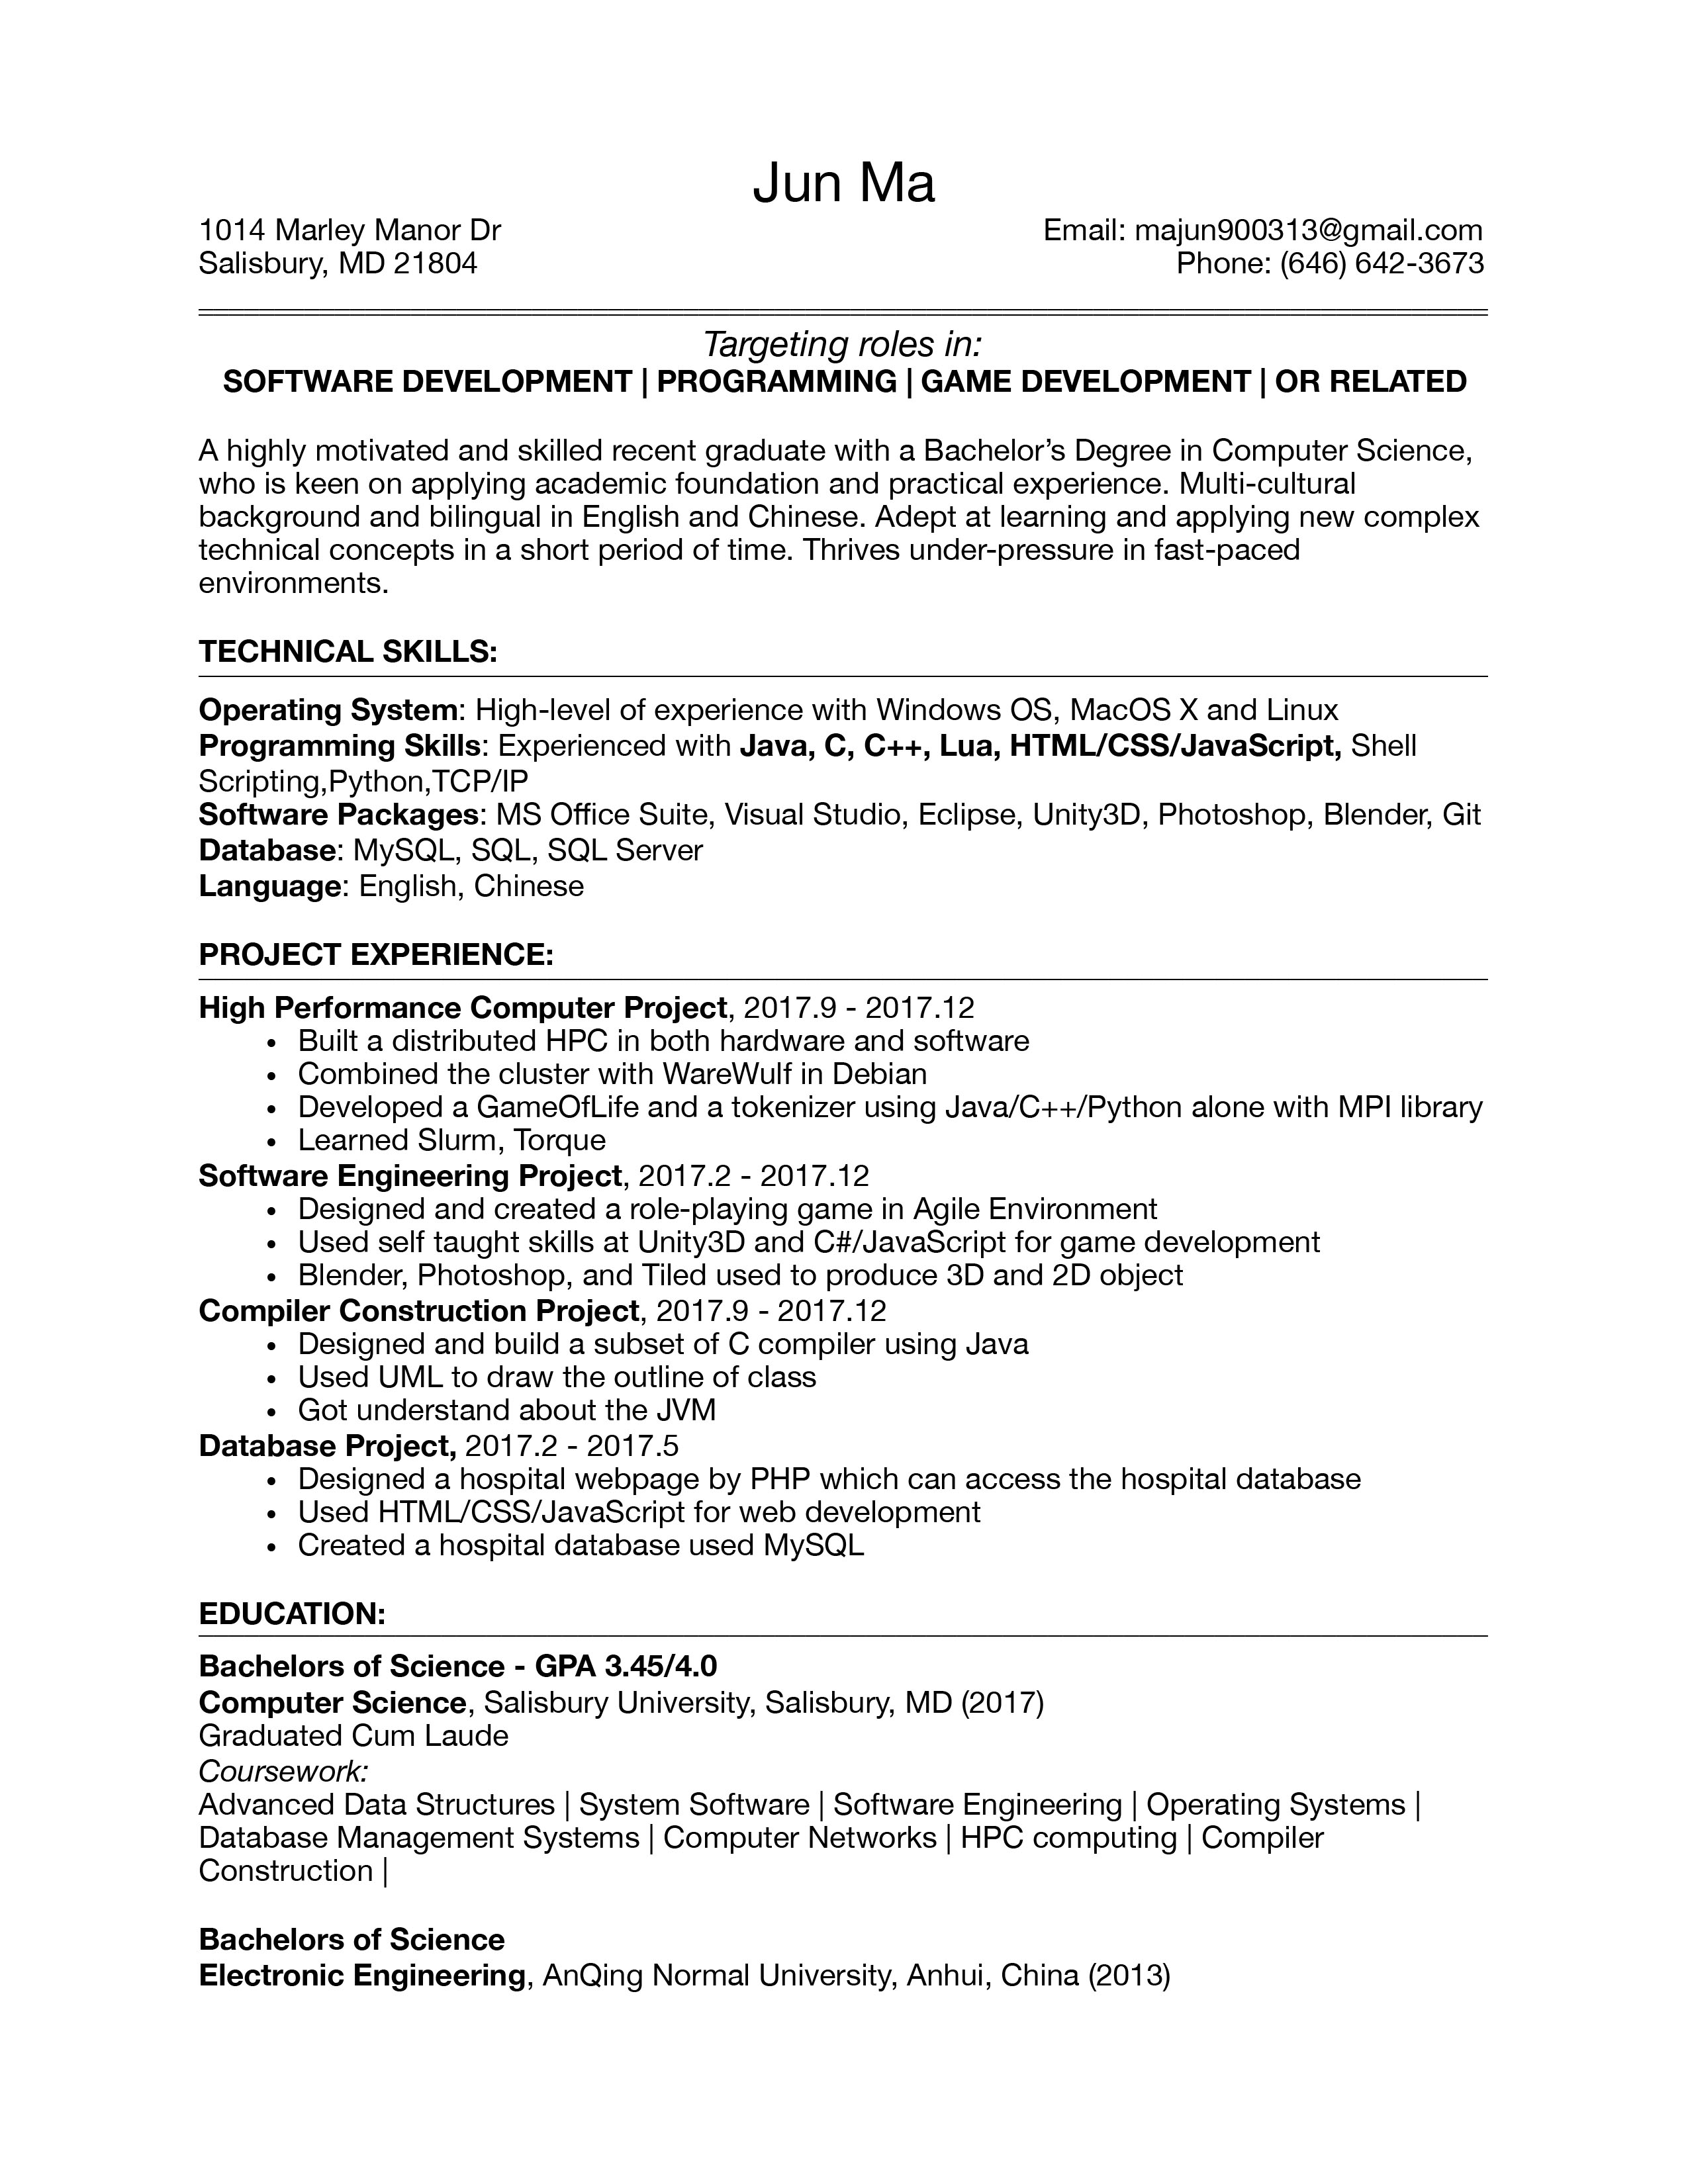 Jun Ma
1014 Marley Manor Dr Email: majun900313@gmail.com
Salisbury, MD 21804 Phone: (646) 642-3673
Targeting roles in:
SOFTWARE DEVELOPMENT | PROGRAMMING | GAME DEVELOPMENT | OR RELATED
A highly motivated and skilled recent graduate with a Bachelor’s Degree in Computer Science,
who is keen on applying academic foundation and practical experience. Multi-cultural
background and bilingual in English and Chinese. Adept at learning and applying new complex
technical concepts in a short period of time. Thrives under-pressure in fast-paced
environments.
TECHNICAL SKILLS:
Operating System: High-level of experience with Windows OS, MacOS X and Linux
Programming Skills: Experienced with Java, C, C++, Lua, HTML/CSS/JavaScript, Shell
Scripting,Python,TCP/IP
Software Packages: MS Office Suite, Visual Studio, Eclipse, Unity3D, Photoshop, Blender, Git
Database: MySQL, SQL, SQL Server
Language: English, Chinese
PROJECT EXPERIENCE:
High Performance Computer Project, 2017.9 - 2017.12
• Built a distributed HPC in both hardware and software
• Combined the cluster with WareWulf in Debian
• Developed a GameOfLife and a tokenizer using Java/C++/Python alone with MPI library
• Learned Slurm, Torque
Software Engineering Project, 2017.2 - 2017.12
• Designed and created a role-playing game in Agile Environment
• Used self taught skills at Unity3D and C#/JavaScript for game development
• Blender, Photoshop, and Tiled used to produce 3D and 2D object
Compiler Construction Project, 2017.9 - 2017.12
• Designed and build a subset of C compiler using Java
• Used UML to draw the outline of class
• Got understand about the JVM
Database Project, 2017.2 - 2017.5
• Designed a hospital webpage by PHP which can access the hospital database
• Used HTML/CSS/JavaScript for web development
• Created a hospital database used MySQL
EDUCATION:
Bachelors of Science - GPA 3.45/4.0
Computer Science, Salisbury University, Salisbury, MD (2017)
Graduated Cum Laude
Coursework:
Advanced Data Structures | System Software | Software Engineering | Operating Systems |
Database Management Systems | Computer Networks | HPC computing | Compiler
Construction |
Bachelors of Science
Electronic Engineering, AnQing Normal University, Anhui, China (2013)